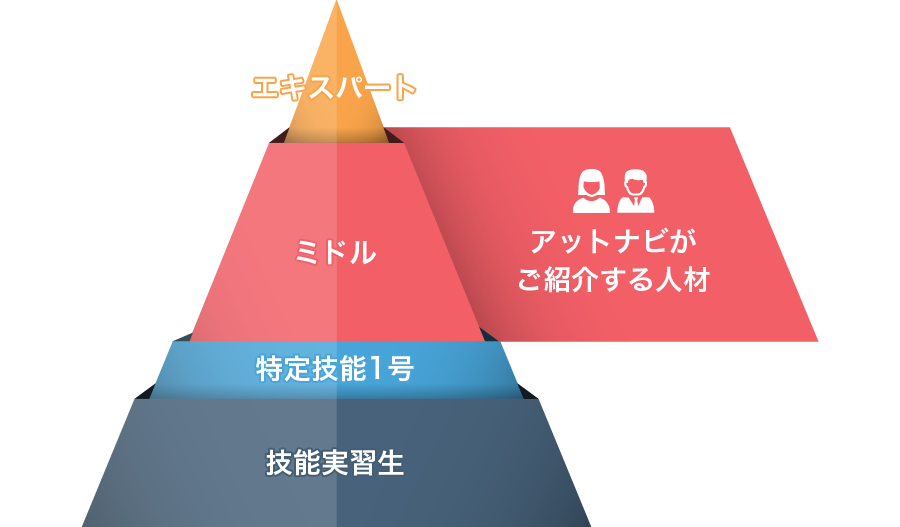 エキスパート
ミドル
アットナビが
ご紹介する人材
特定技能1号
技能実習生